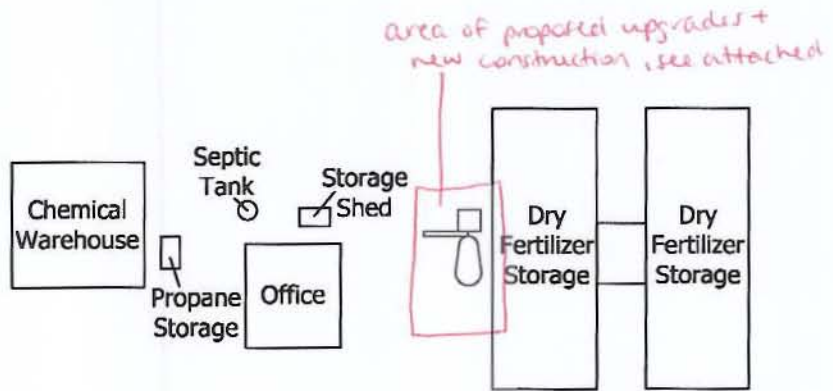 area of proposed upgrades +
new construction, see attached
Septic
Tank
Storage
Shed
Chemical
Warehouse
Propane
Storage
Office
Dry
Fertilizer
Storage
Dry
Fertilizer
Storage